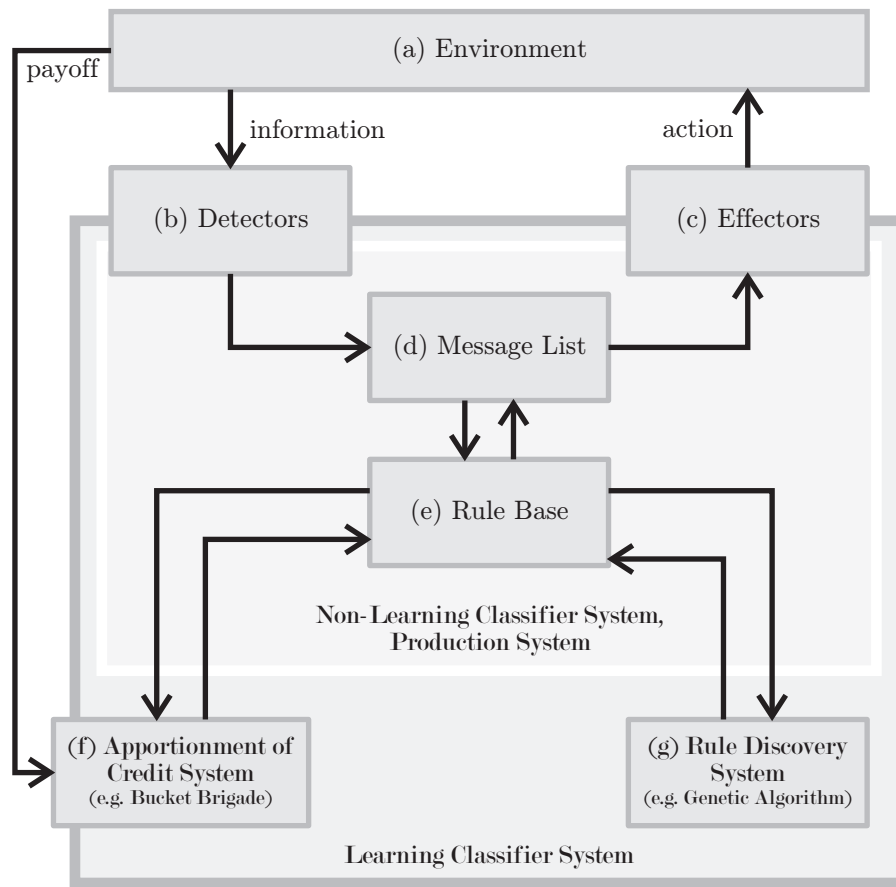 (a) Environment
payoff
information
action
(b) Detectors
(c) Effectors
(d) Message List
(e) Rule Base
Non-Learning Classifier System,
Production System
(f) Apportionment of
Credit System
(e.g. Bucket Brigade)
(g) Rule Discovery
System
(e.g. Genetic Algorithm)
Learning Classifier System